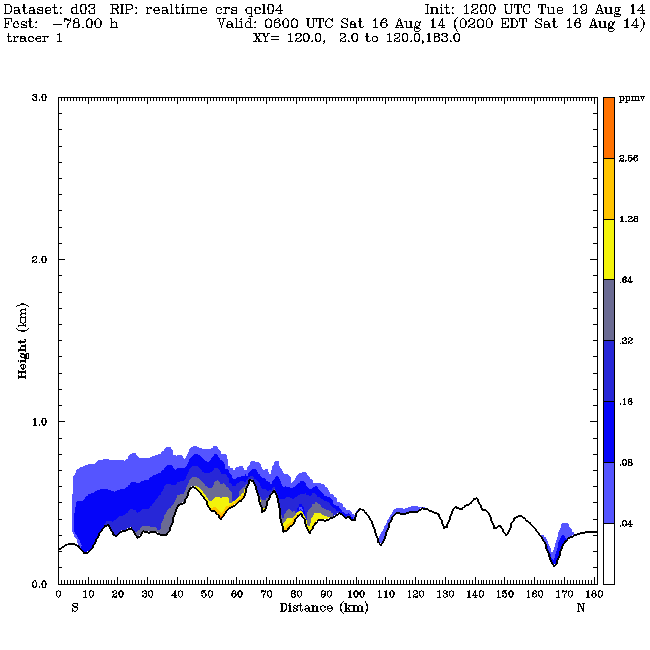 Dataset: d03 RIP: realtime crs qcl04 Init: 1200 UTC Tue 19 Aug 14
Fcst: -78.00 h Valid: 0600 UTC Sat 16 Aug 14 (0200 EDT Sat 16 Aug 14)
tracer 1 XY= 120.0, 2.0 to 120.0,183.0
ppmv
3.0
2.56
1.28
2.0
.64
.32
Height (km)
.16
1.0
.08
.04
0.0
0 10 20 30 40 50 60 70 80 90 100 110 120 130 140 150 160 170 180
S Distance (km) N